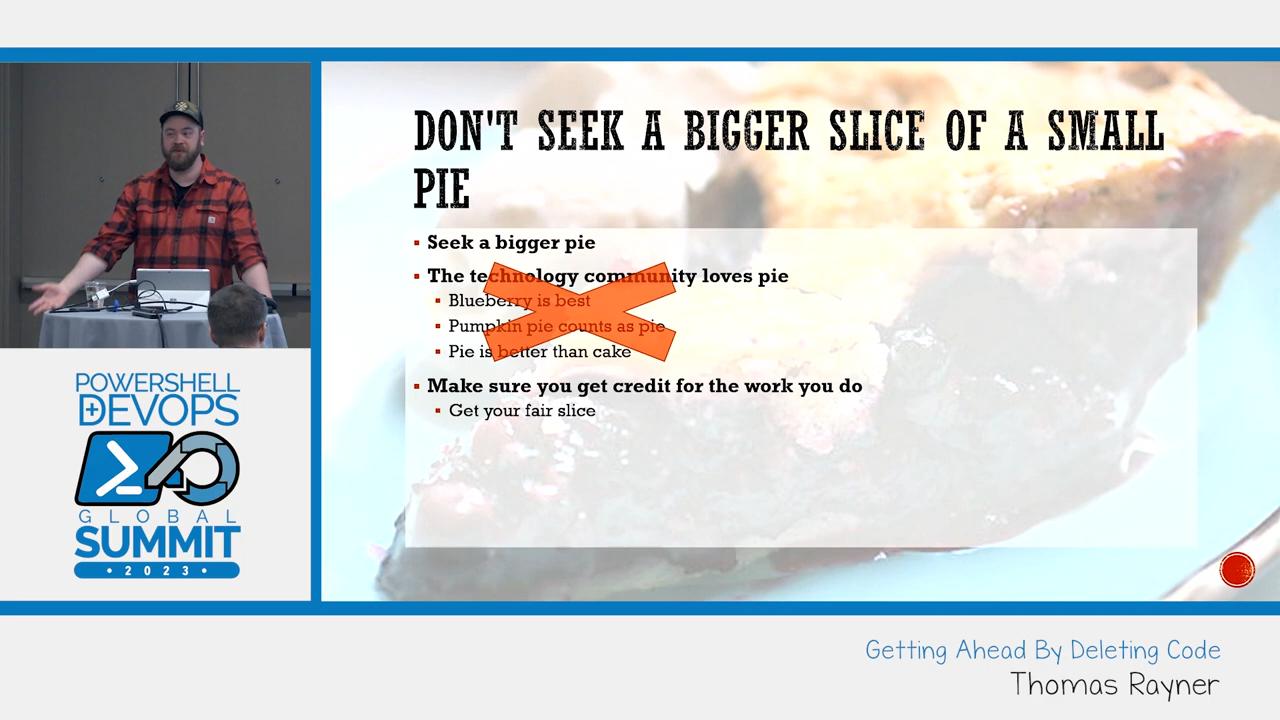 DON'T SEEK A BIGGER SLICE OF A SMALL
PIE
Seek a bigger pie
The technology community loves pie
Blueberry is best
Pumpkin pie counts as pie
Pie is better than cake
Make sure you get credit for the work you do
Get your fair slice
POWERSHELL
+DEVOPS
GLOBAL
SUMMIT
• 2023 •
Getting Ahead By Deleting Code
Thomas Rayner